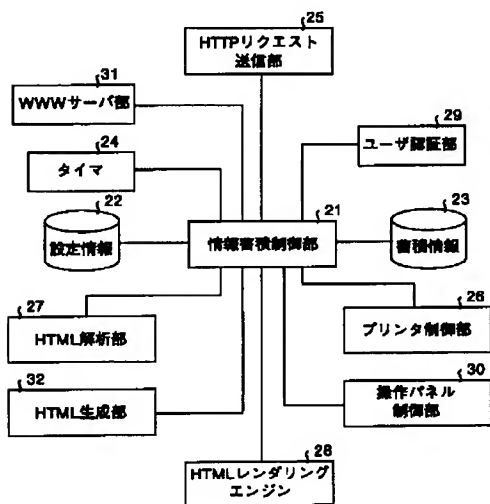 25
HTTPリクエスト
送信部
31
WWWサーバ部
29
ユーザ認証部
24
タイマ
22
設定情報
21
情報蓄積制御部
23
蓄積情報
27
HTML解析部
26
プリンタ制御部
32
HTML生成部
30
操作パネル
制御部
28
HTMLレンダリング
エンジン